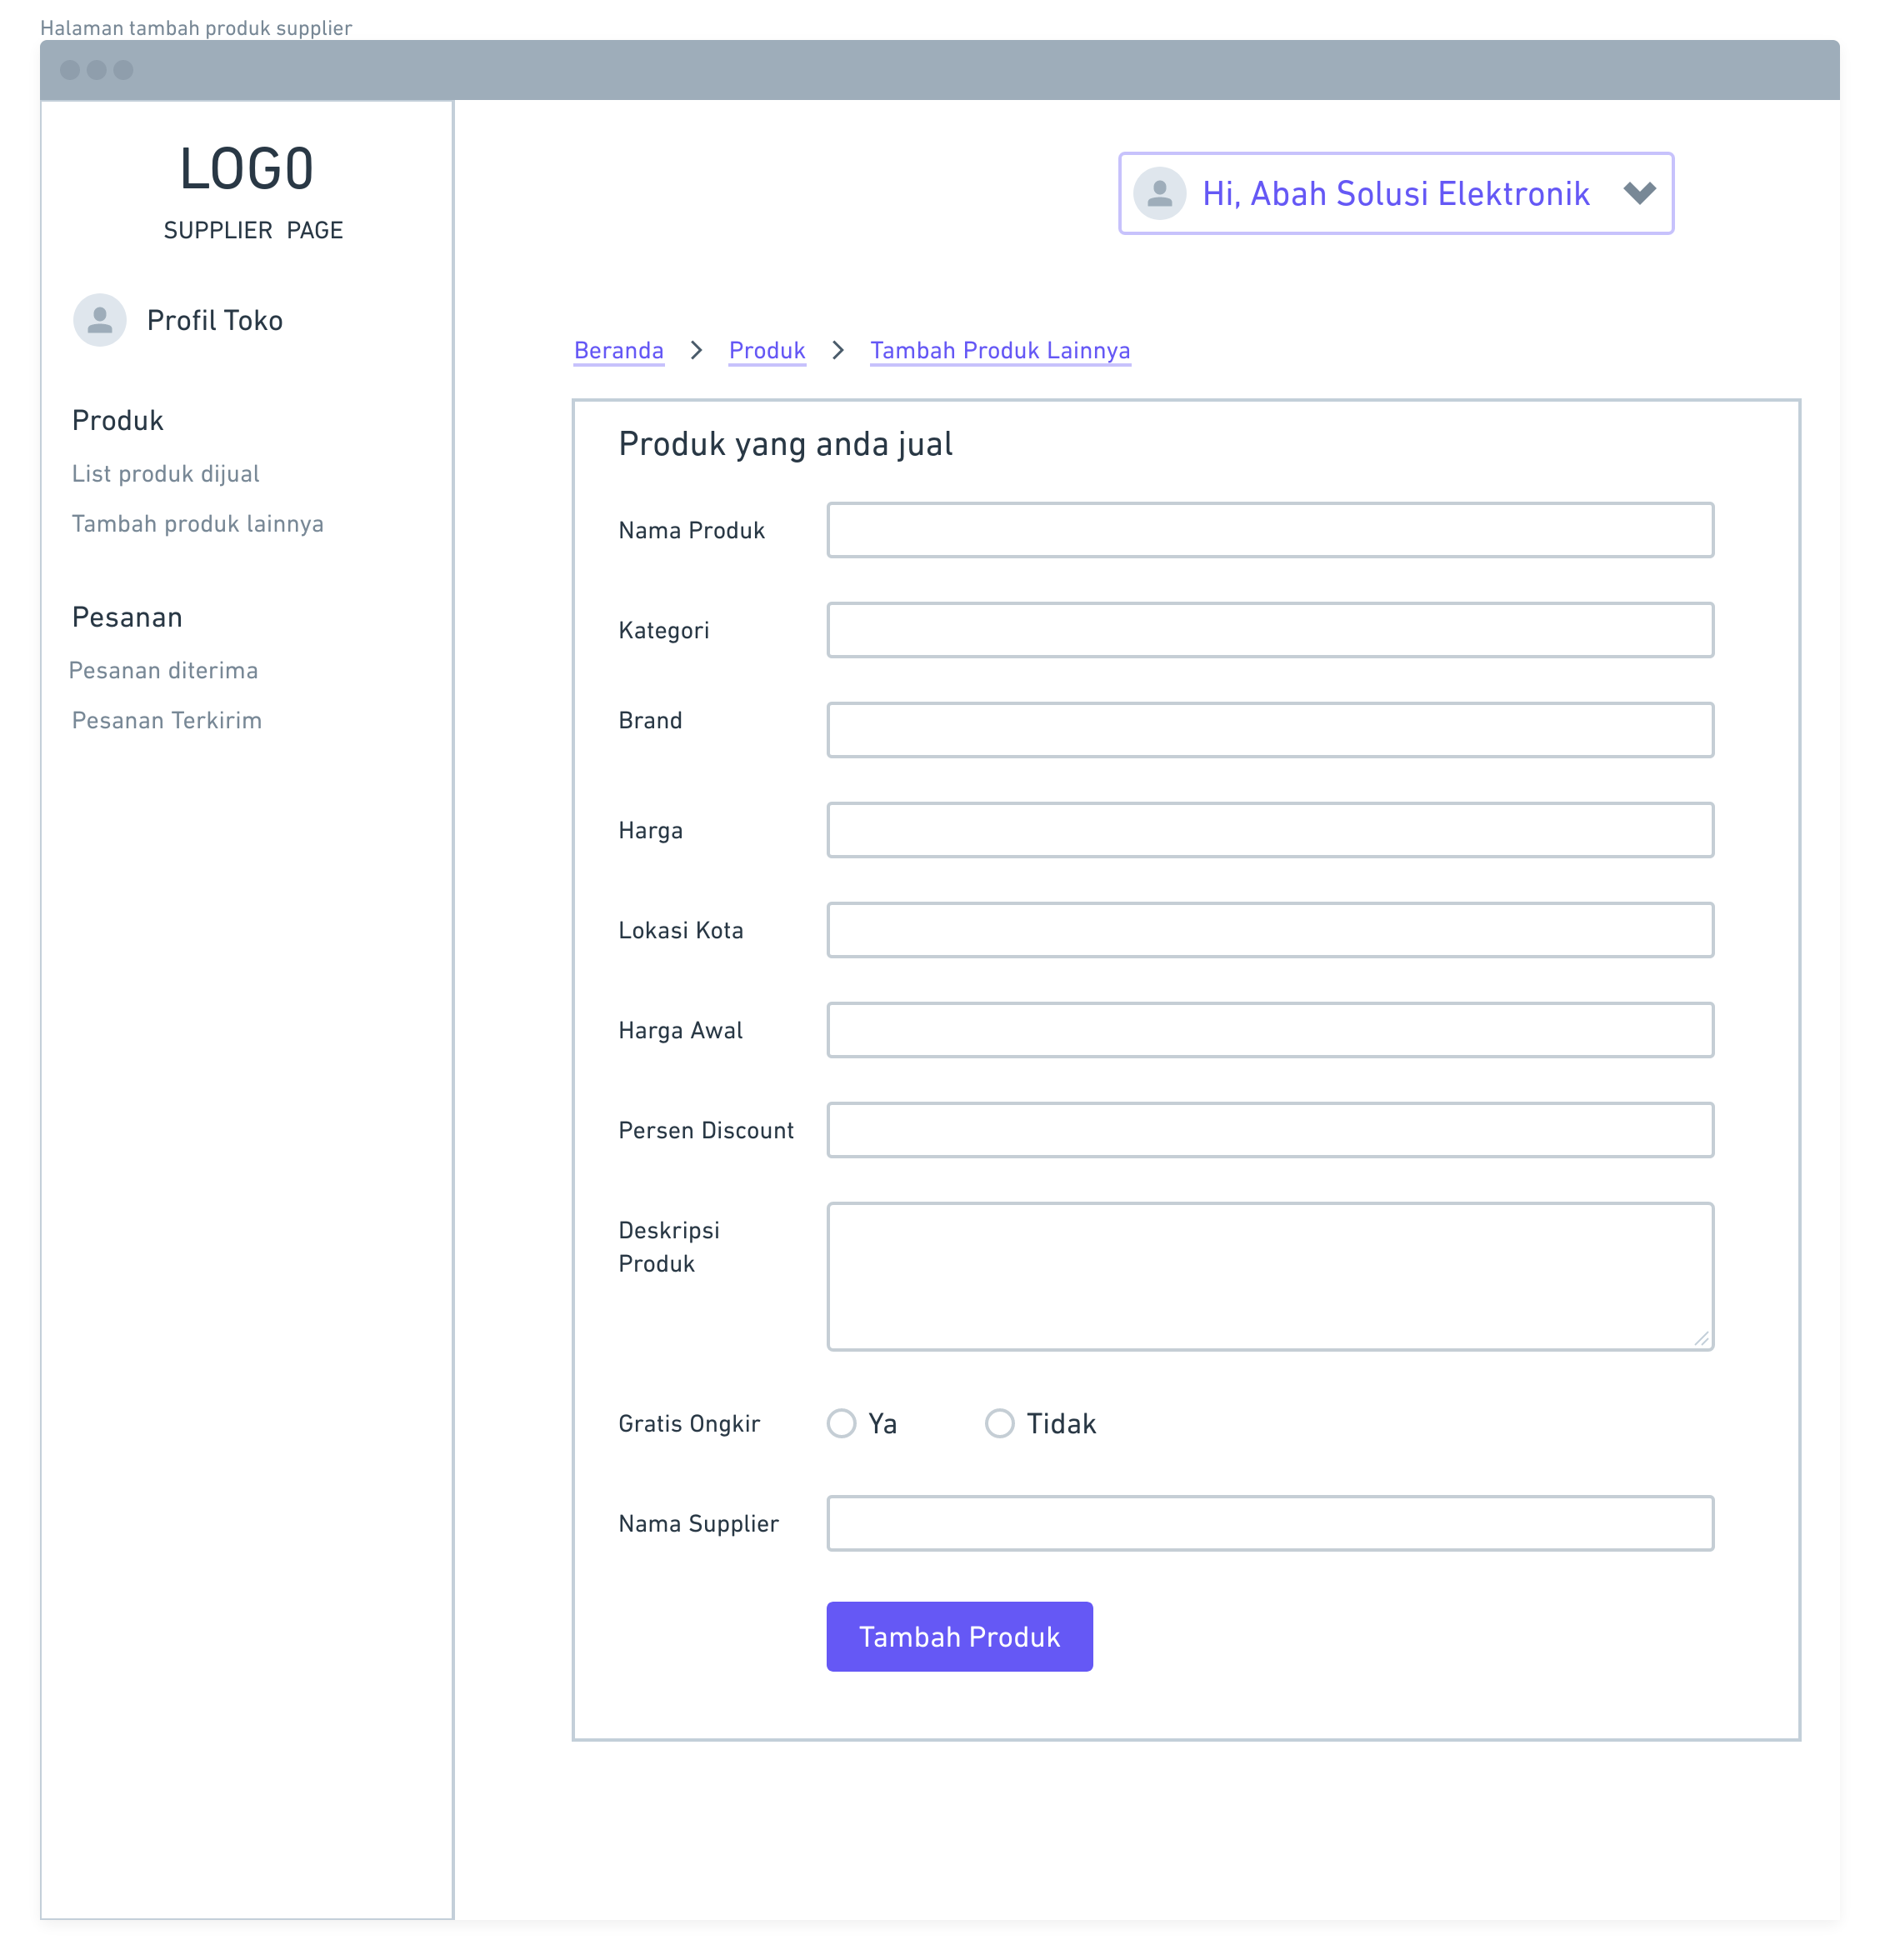 Halaman tambah produk supplier
LOGO
SUPPLIER PAGE
Profil Toko
Produk
List produk dijual
Tambah produk lainnya
Pesanan
Pesanan diterima
Pesanan Terkirim
Hi, Abah Solusi Elektronik
Beranda > Produk > Tambah Produk Lainnya
Produk yang anda jual
Nama Produk
Kategori
Brand
Harga
Lokasi Kota
Harga Awal
Persen Discount
Deskripsi
Produk
Gratis Ongkir Ya Tidak
Nama Supplier
Tambah Produk